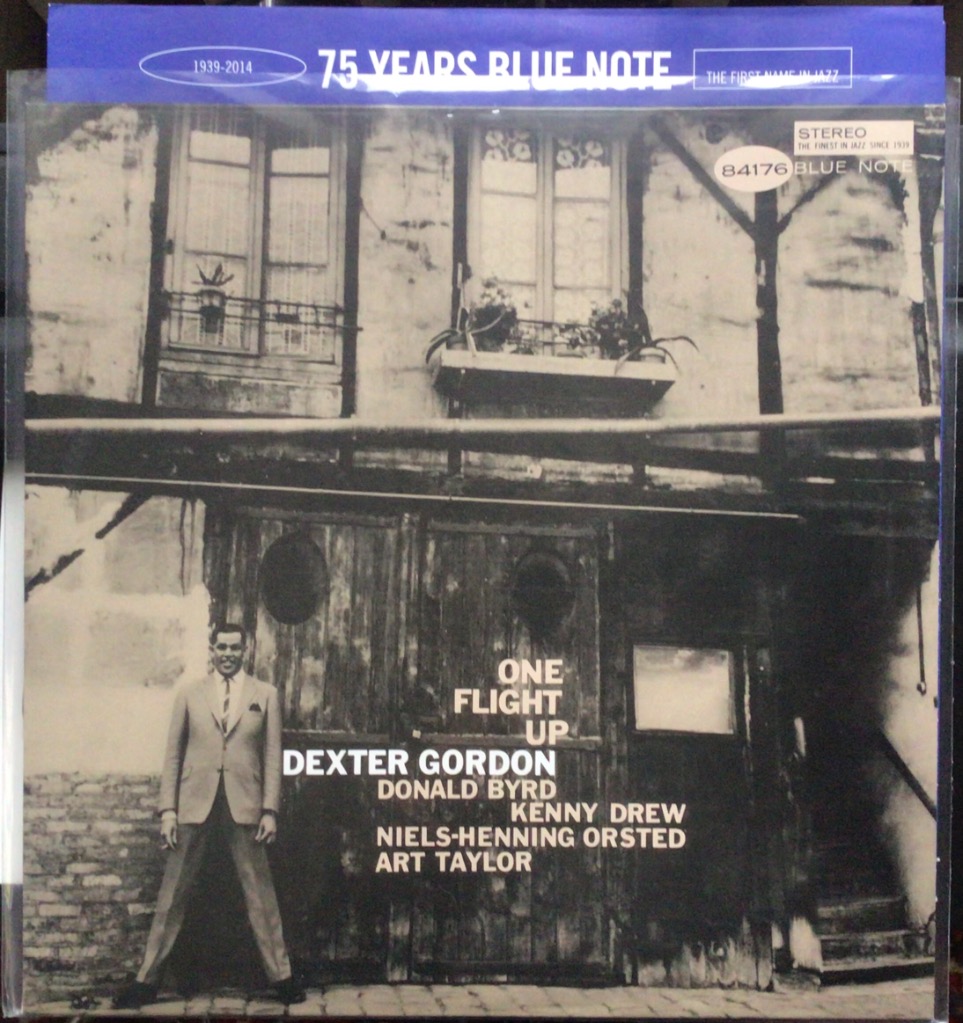 1939-2014
75 YEARS BLUE NOTE
THE FIRST NAME IN JAZZ
STEREO
THE FINEST IN JAZZ SINCE 1939
84176 BLUE NOTE
ONE
FLIGHT
UP
DEXTER GORDON
DONALD BYRD
KENNY DREW
NIELS-HENNING ORSTED
ART TAYLOR